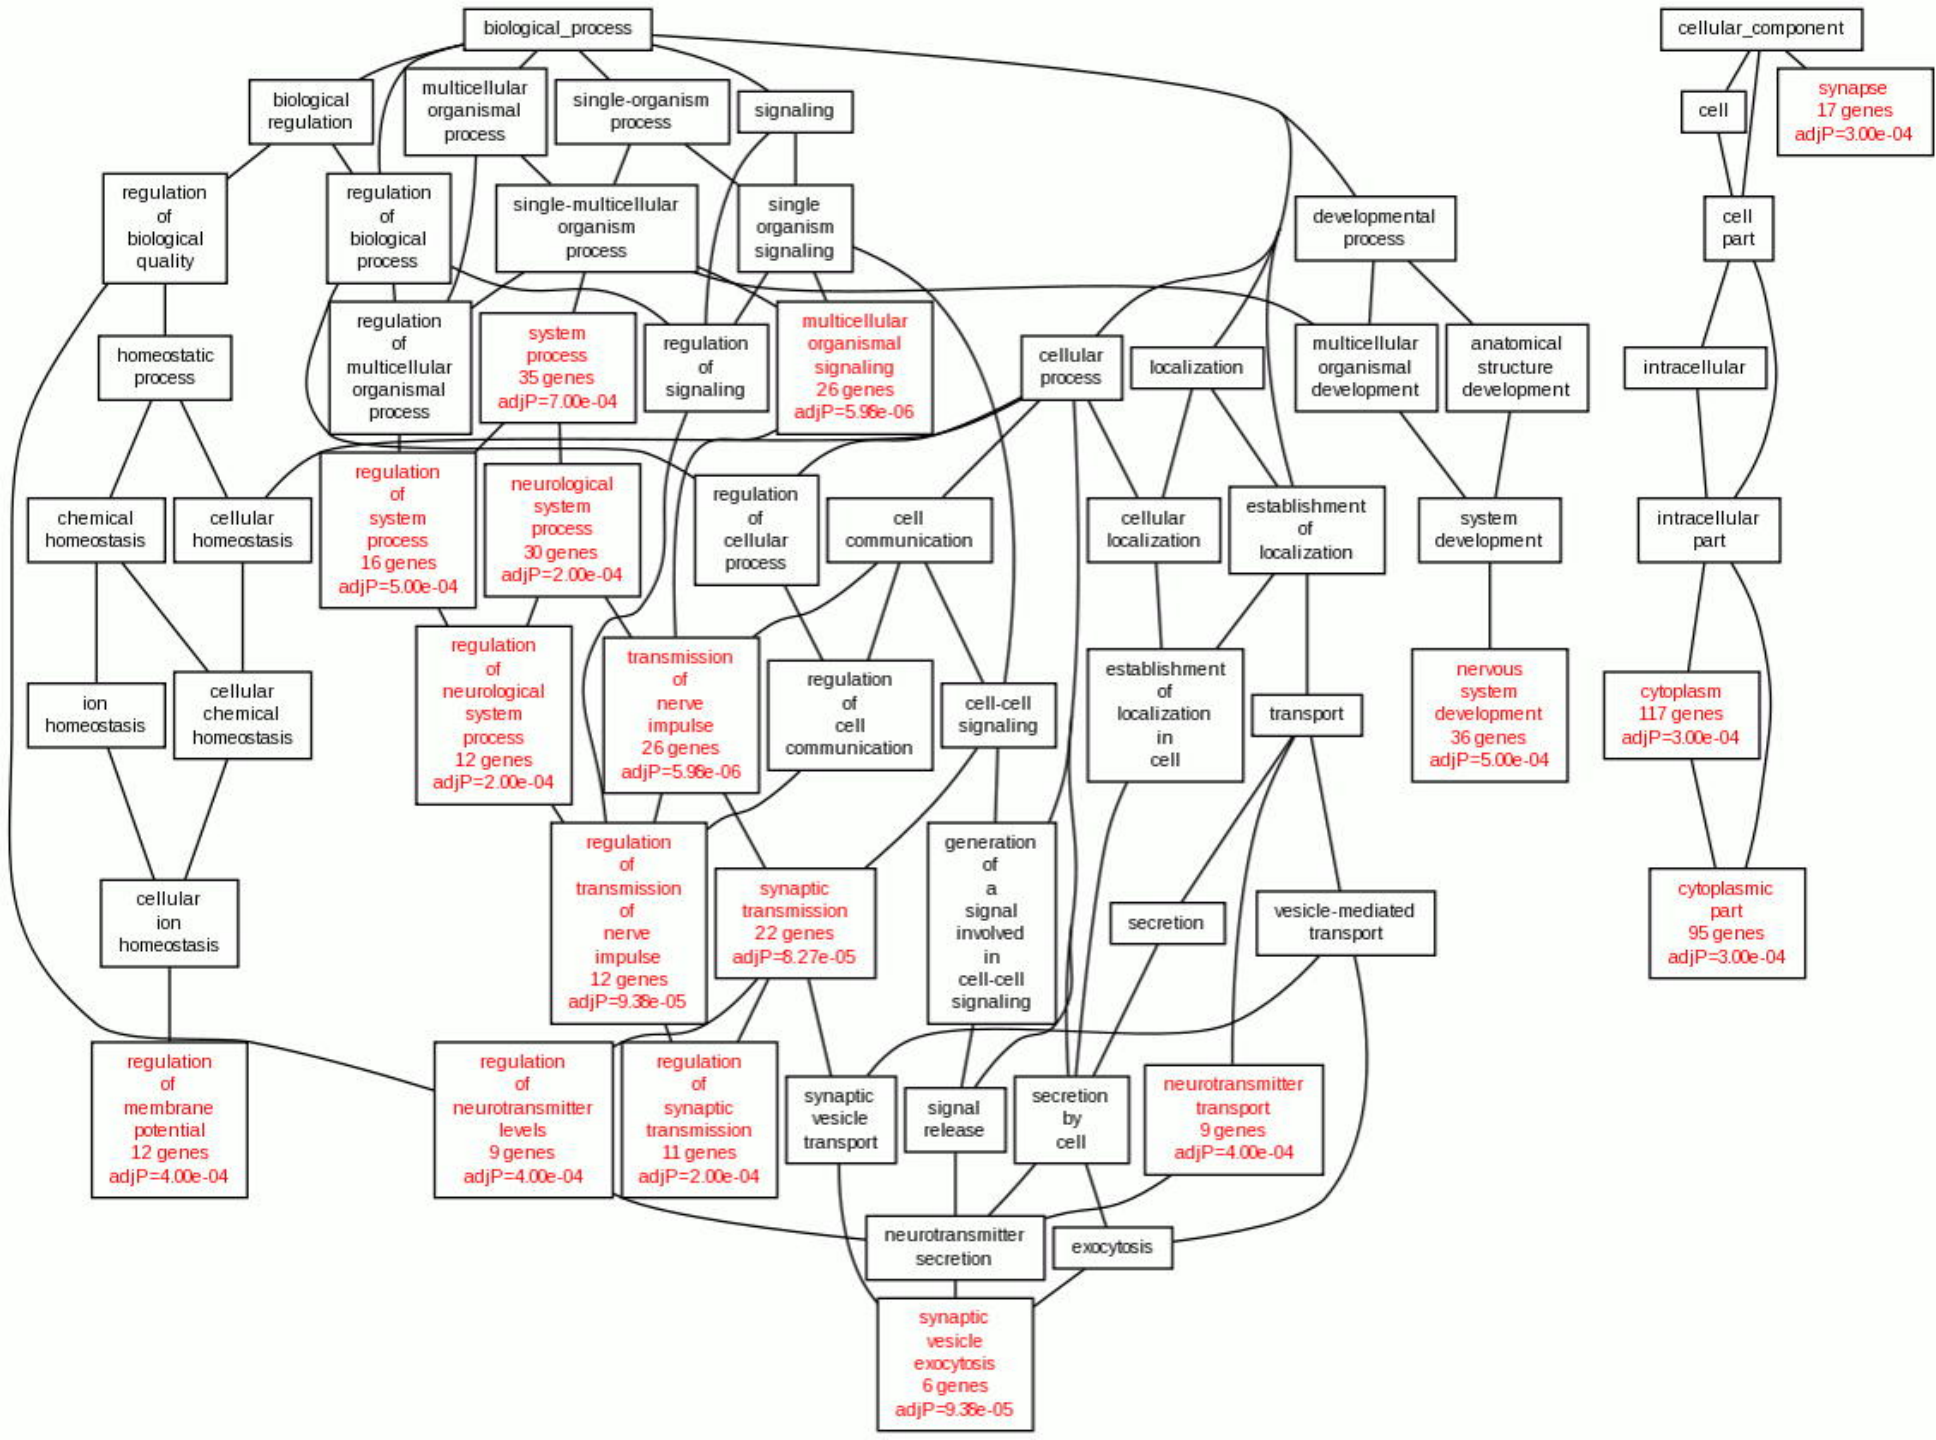 biological_process
cellular_component
biological
regulation
multicellular
organismal
process
single-organism
process
signaling
cell
synapse
17 genes
adjP=3.00e-04
regulation
of
biological
quality
regulation
of
biological
process
single-multicellular
organism
process
single
organism
signaling
developmental
process
cell
part
homeostatic
process
regulation
of
multicellular
organismal
process
system
process
35 genes
adjP=7.00e-04
regulation
of
signaling
multicellular
organismal
signaling
26 genes
adjP=5.98e-06
cellular
process
localization
multicellular
organismal
development
anatomical
structure
development
intracellular
chemical
homeostasis
cellular
homeostasis
regulation
of
system
process
16 genes
adjP=5.00e-04
neurological
system
process
30 genes
adjP=2.00e-04
regulation
of
cellular
process
cell
communication
cellular
localization
establishment
of
localization
system
development
intracellular
part
ion
homeostasis
cellular
chemical
homeostasis
regulation
of
neurological
system
process
12 genes
adjP=2.00e-04
transmission
of
nerve
impulse
26 genes
adjP=5.98e-06
regulation
of
cell
communication
cell-cell
signaling
establishment
of
localization
in
cell
transport
nervous
system
development
36 genes
adjP=5.00e-04
cytoplasm
117 genes
adjP=3.00e-04
cellular
ion
homeostasis
regulation
of
transmission
of
nerve
impulse
12 genes
adjP=9.38e-05
synaptic
transmission
22 genes
adjP=8.27e-05
generation
of
a
signal
involved
in
cell-cell
signaling
secretion
vesicle-mediated
transport
cytoplasmic
part
95 genes
adjP=3.00e-04
regulation
of
membrane
potential
12 genes
adjP=4.00e-04
regulation
of
neurotransmitter
levels
9 genes
adjP=4.00e-04
regulation
of
synaptic
transmission
11 genes
adjP=2.00e-04
synaptic
vesicle
transport
signal
release
secretion
by
cell
neurotransmitter
transport
9 genes
adjP=4.00e-04
neurotransmitter
secretion
exocytosis
synaptic
vesicle
exocytosis
6 genes
adjP=9.38e-05